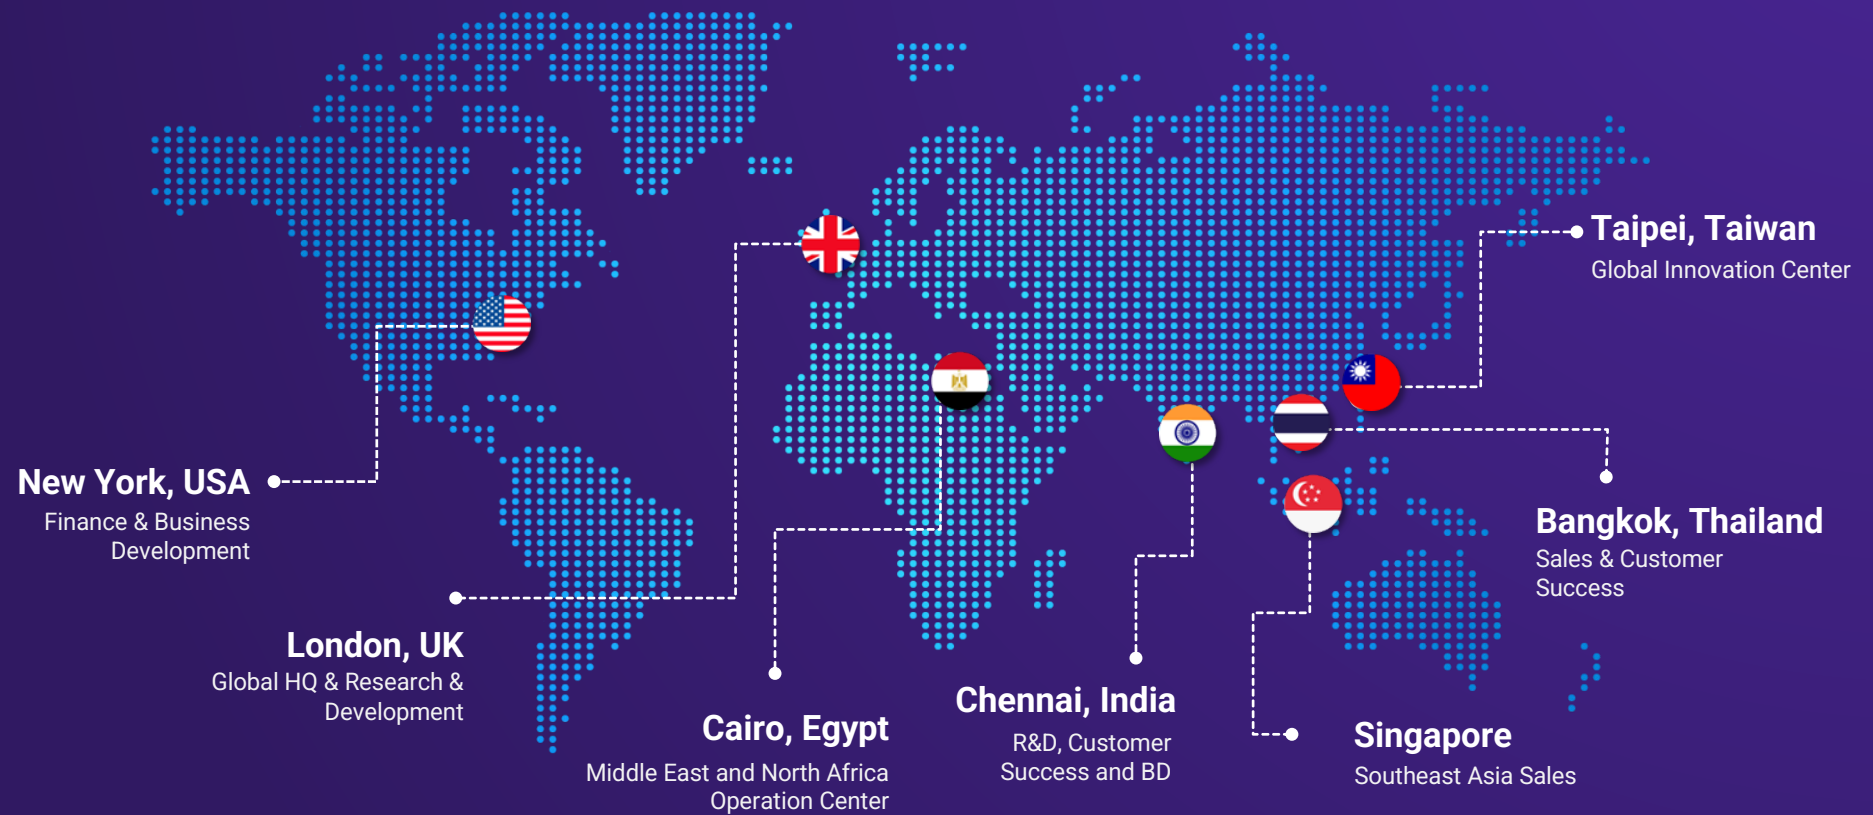 Taipei, Taiwan
Global Innovation Center
New York, USA
Finance & Business
Development
Bangkok, Thailand
Sales & Customer
Success
London, UK
Global HQ & Research &
Development
Cairo, Egypt
Middle East and North Africa
Operation Center
Chennai, India
R&D, Customer
Success and BD
Singapore
Southeast Asia Sales